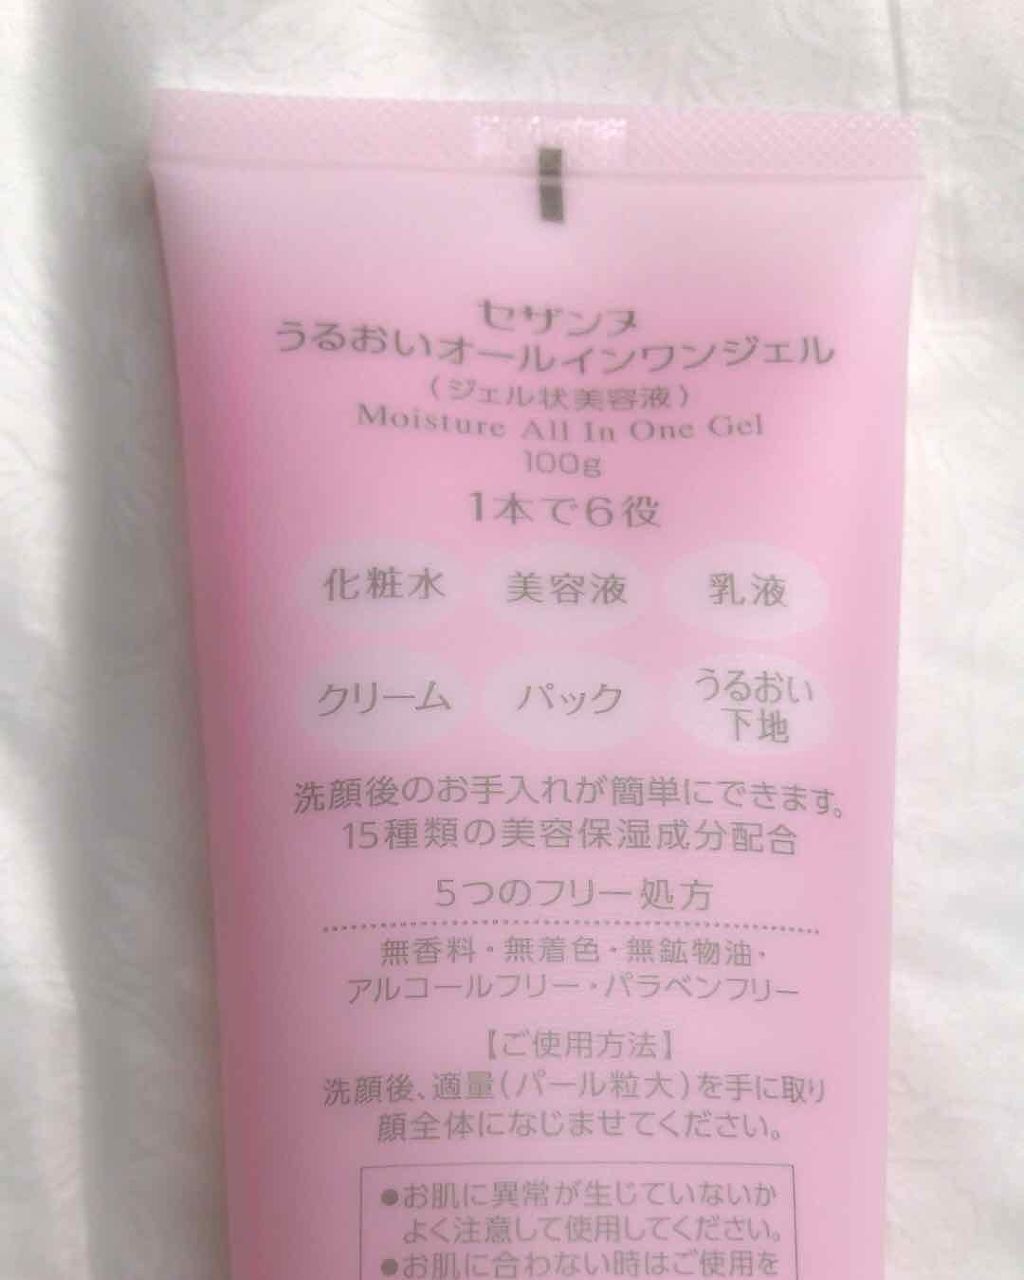 セザンヌ
うるおいオールインワンジェル
（ジェル状美容液）
Moisture All In One Gel
100g
1本で6役
化粧水 美容液 乳液
クリーム パック うるおい下地
洗顔後のお手入れが簡単にできます。
15種類の美容保湿成分配合
5つのフリー処方
無香料・無着色・無鉱物油・
アルコールフリー・パラベンフリー
【ご使用方法】
洗顔後、適量(パール粒大)を手に取り
顔全体になじませてください。
●お肌に異常が生じていないか
よく注意して使用してください。
●お肌に合わない時はご使用を